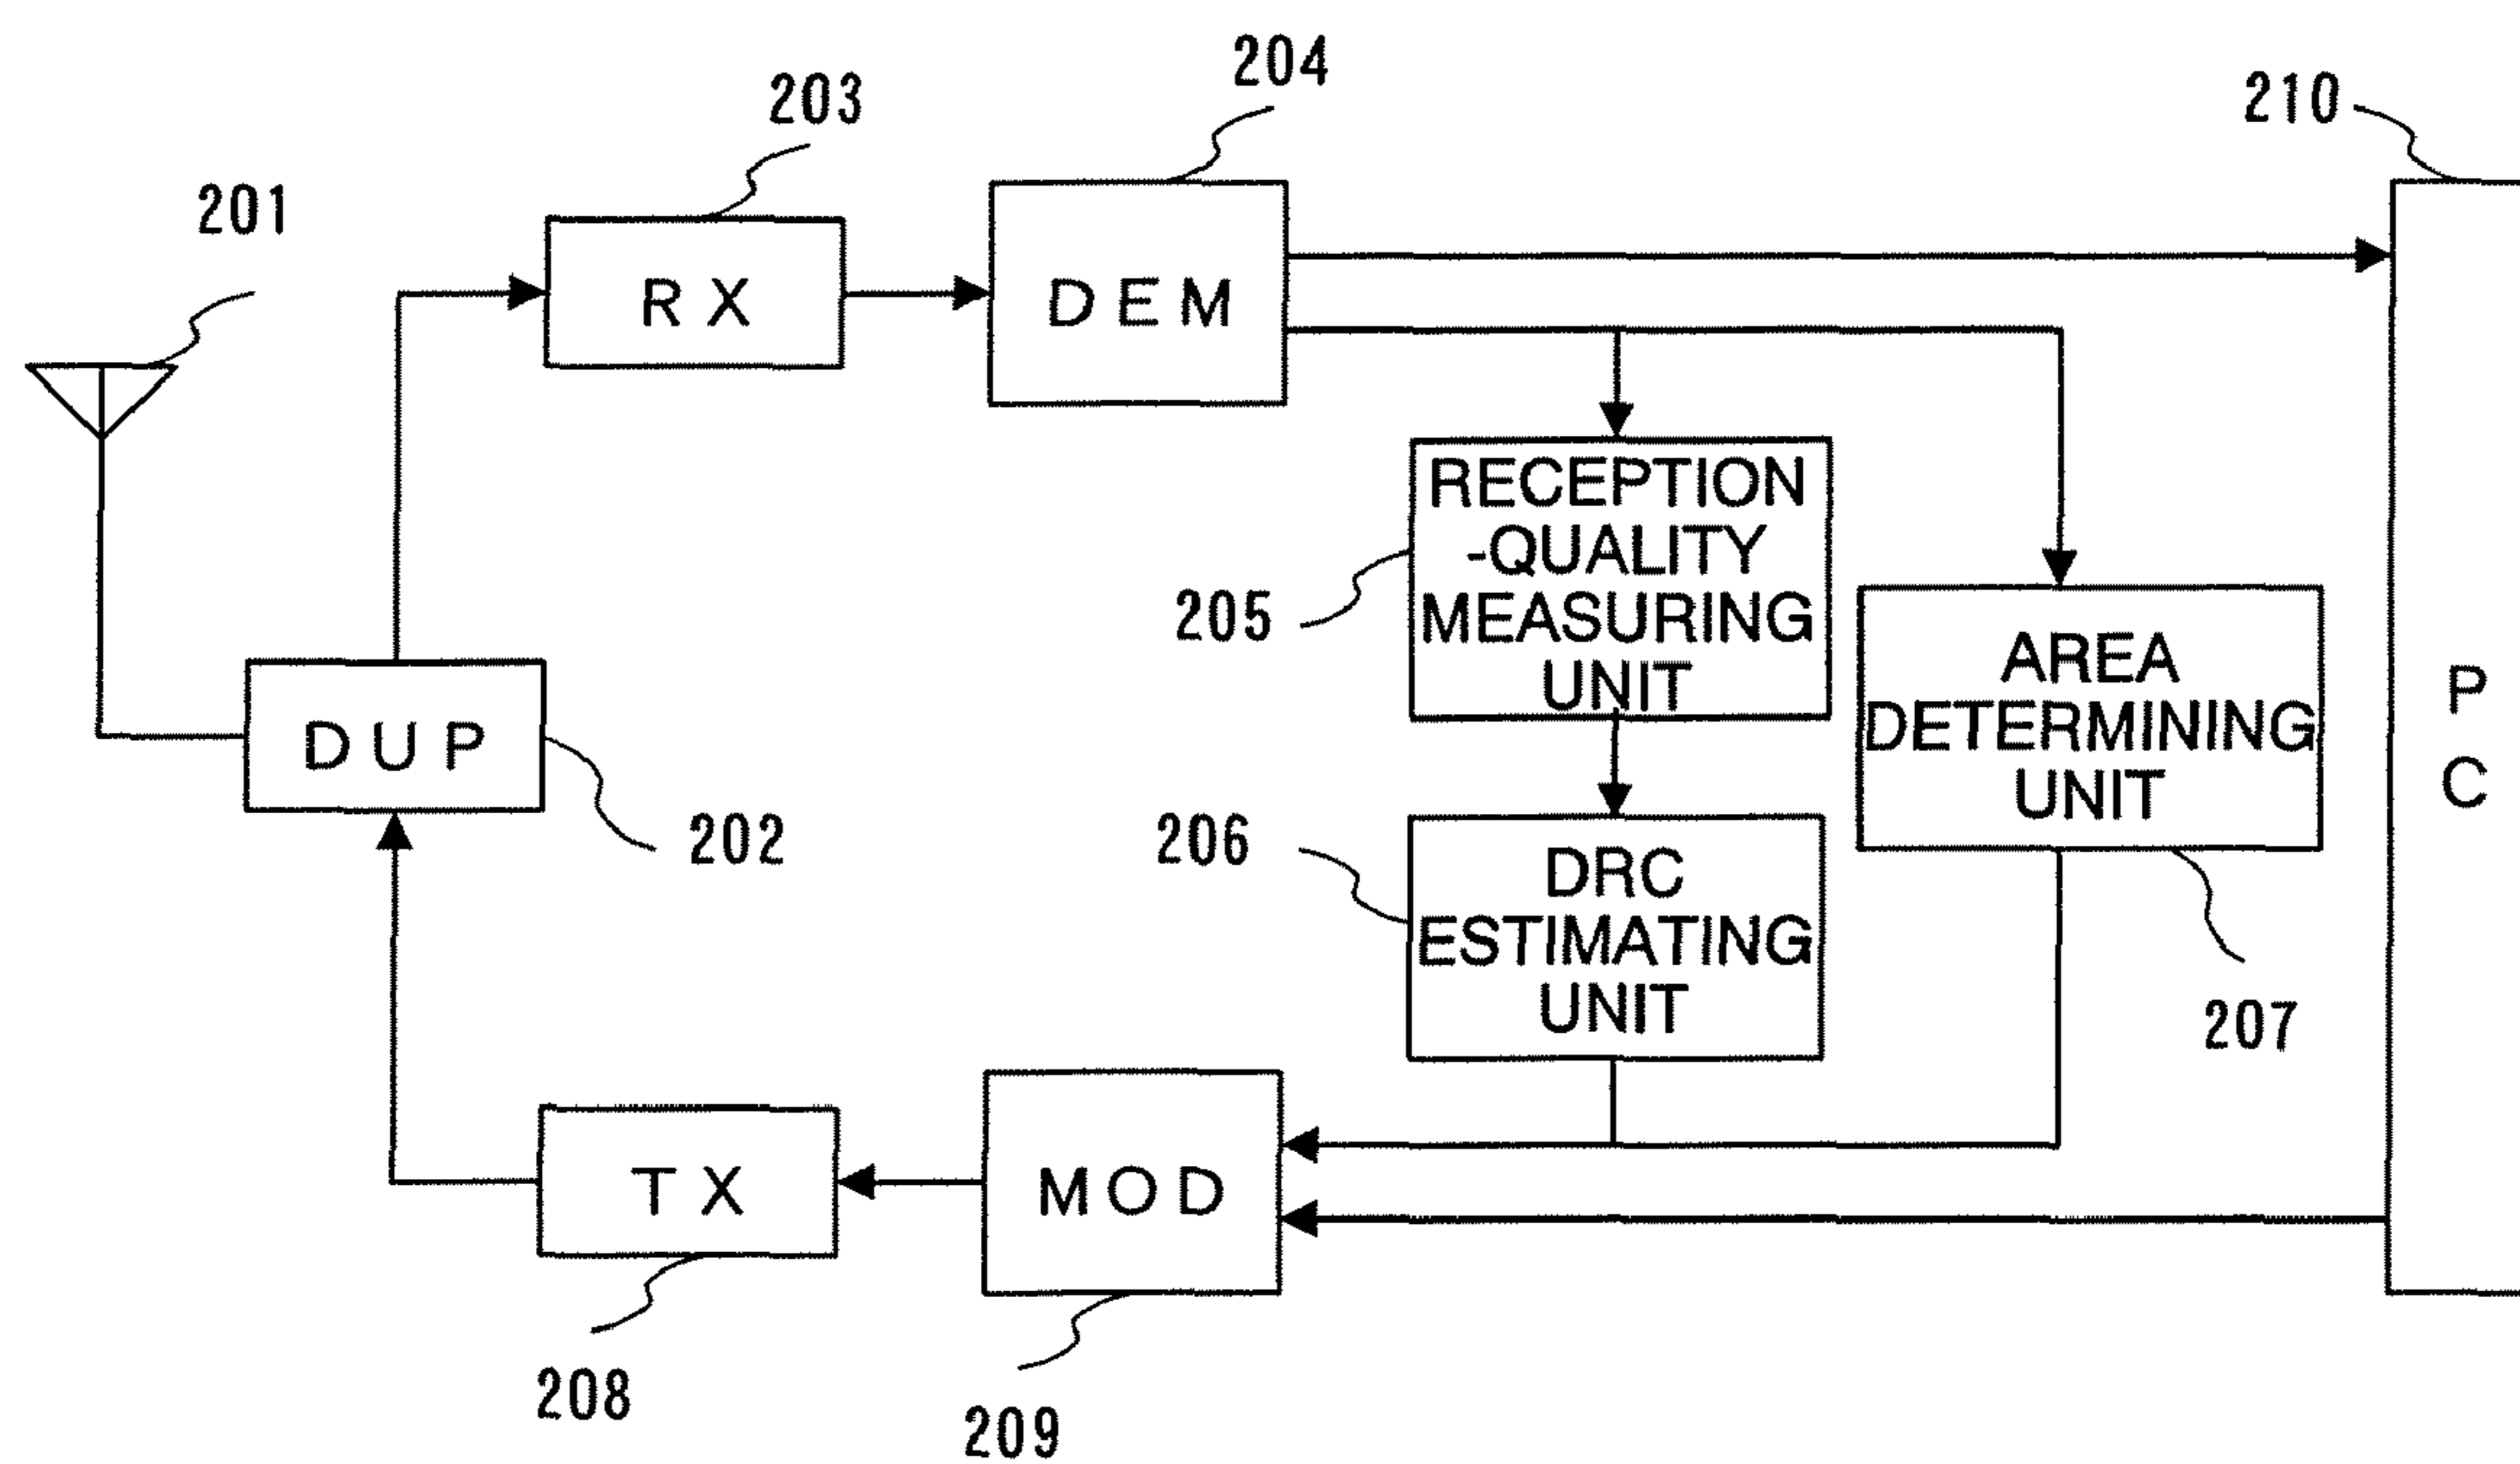 204
203
210
201
RX
DEM
RECEPTION
-QUALITY
MEASURING
UNIT
205
AREA
DETERMINING
UNIT
P
C
DUP
202
206
DRC
ESTIMATING
UNIT
207
TX
MOD
208
209